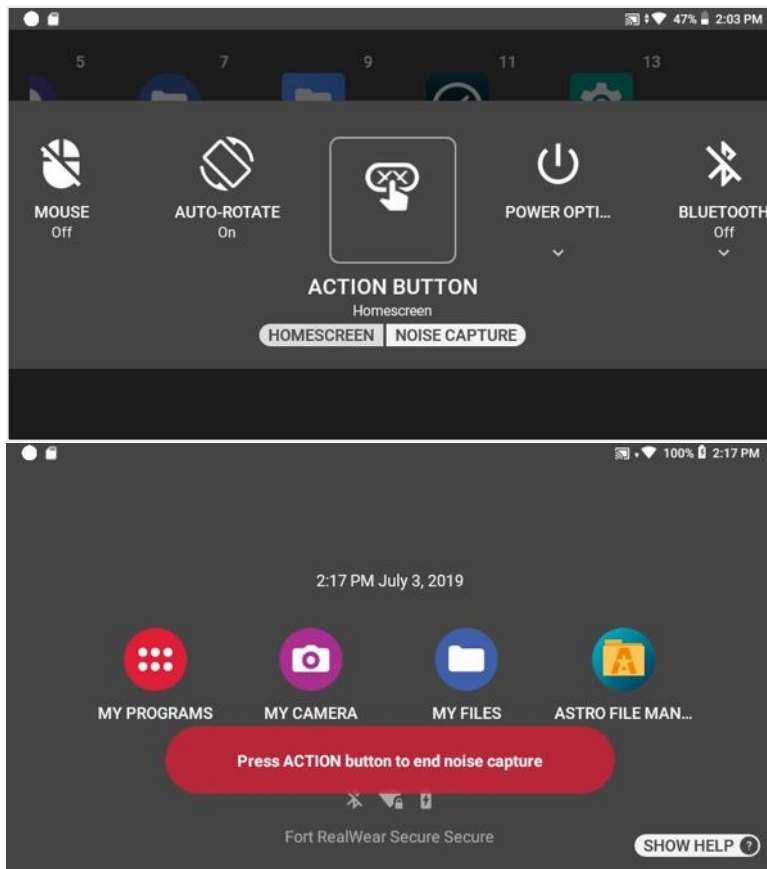 47% 2:03 PM
5 7 9 11 13
MOUSE AUTO-ROTATE POWER OPTI... BLUETOOTH
Off On Off
ACTION BUTTON
Homescreen
HOMESCREEN NOISE CAPTURE
100% 2:17 PM
2:17 PM July 3, 2019
MY PROGRAMS MY CAMERA MY FILES ASTRO FILE MAN...
Press ACTION button to end noise capture
Fort RealWear Secure Secure
SHOW HELP ?